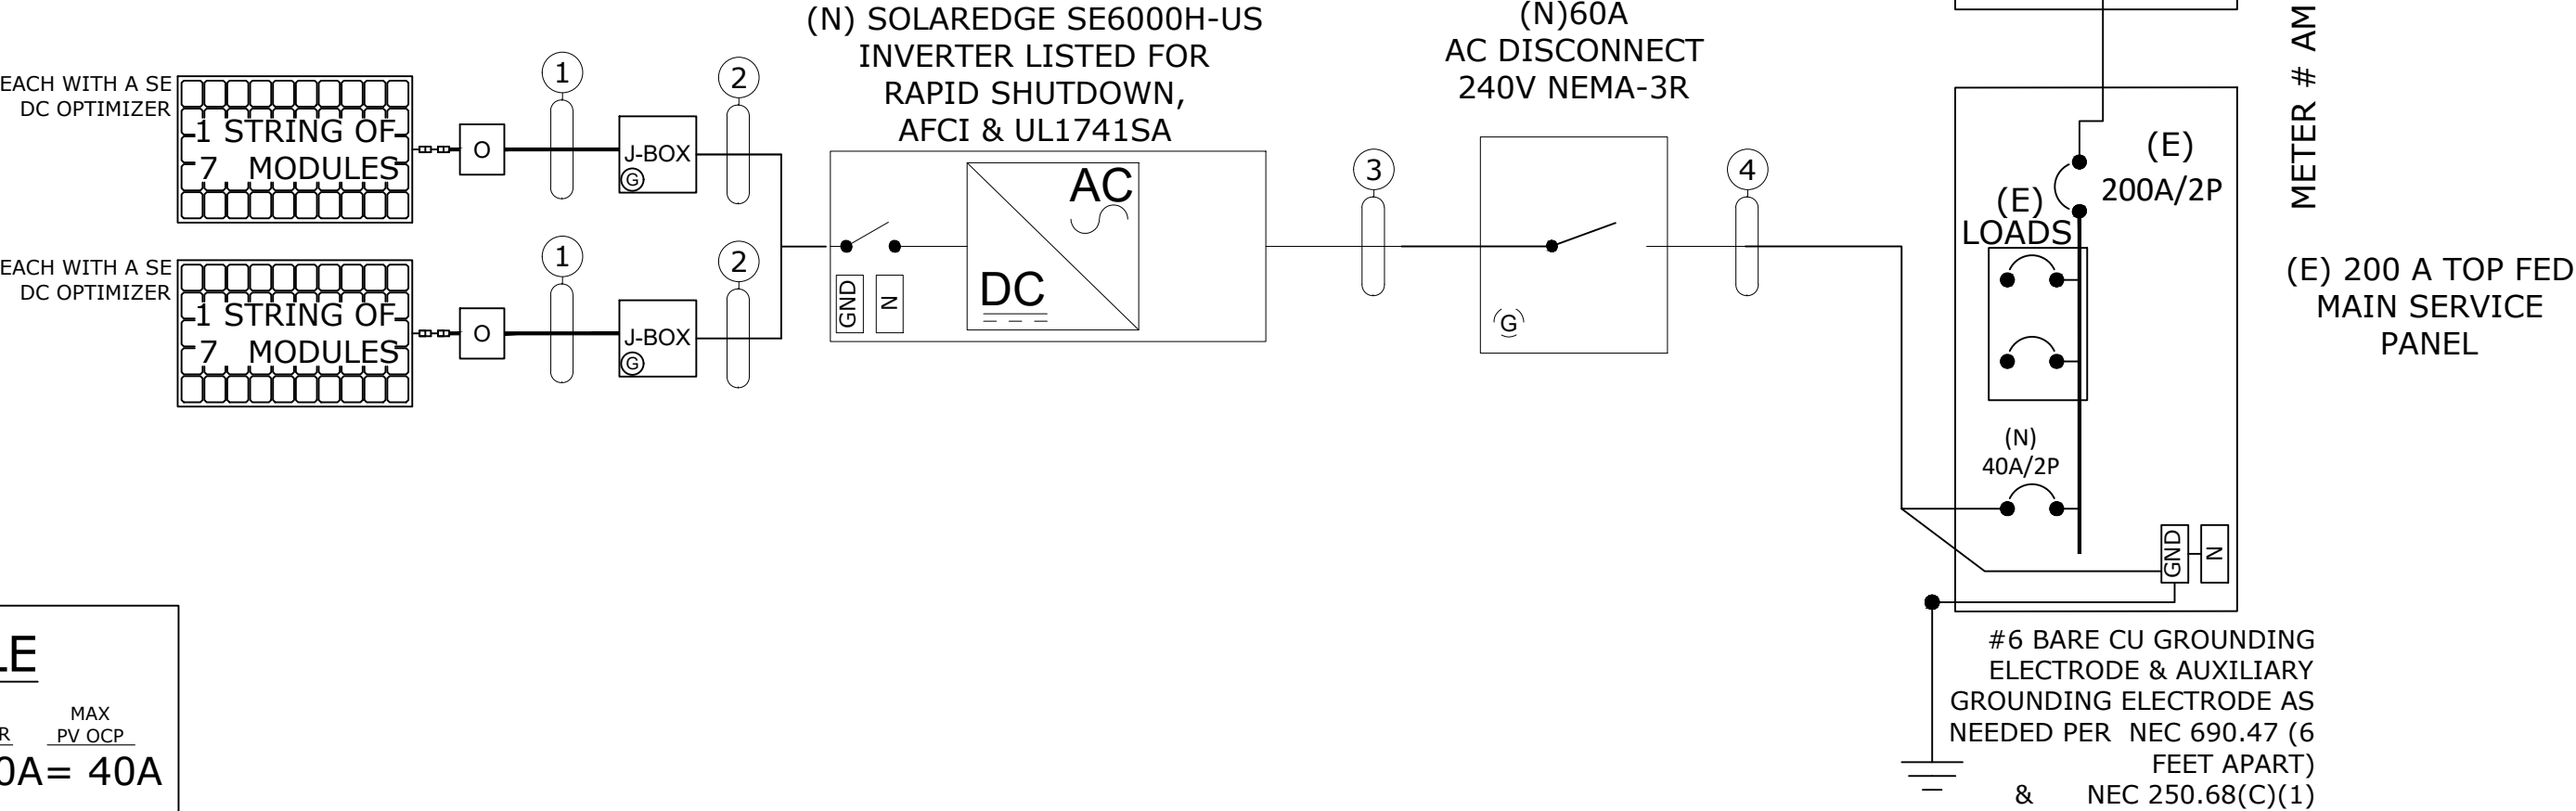 (N) SOLAREDGE SE6000H-US
INVERTER LISTED FOR
RAPID SHUTDOWN,
AFCI & UL1741SA
(N)60A
AC DISCONNECT
240V NEMA-3R
METER # AM
EACH WITH A SE
DC OPTIMIZER
1 STRING OF
7 MODULES
O
1
J-BOX
G
2
EACH WITH A SE
DC OPTIMIZER
1 STRING OF
7 MODULES
O
1
J-BOX
G
2
GND
N
AC
DC
3
G
4
(E)
200A/2P
(E)
LOADS
(N)
40A/2P
GND
N
(E) 200 A TOP FED
MAIN SERVICE
PANEL
#6 BARE CU GROUNDING
ELECTRODE & AUXILIARY
GROUNDING ELECTRODE AS
NEEDED PER NEC 690.47 (6
FEET APART)
& NEC 250.68(C)(1)
LE
R
MAX
PV OCP
0A= 40A